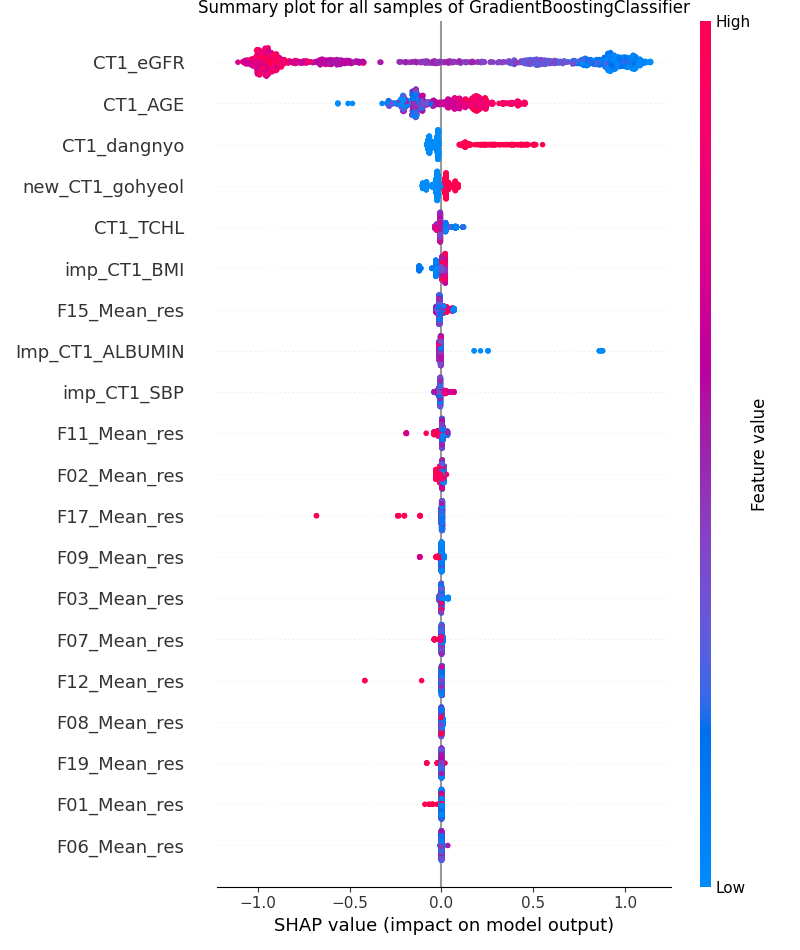 Summary plot for all samples of GradientBoostingClassifier
High
CT1_eGFR
CT1_AGE
CT1_dangnyo
new_CT1_gohyeol
CT1_TCHL
imp_CT1_BMI
F15_Mean_res
Imp_CT1_ALBUMIN
imp_CT1_SBP
F11_Mean_res
F02_Mean_res
F17_Mean_res
F09_Mean_res
F03_Mean_res
F07_Mean_res
F12_Mean_res
F08_Mean_res
F19_Mean_res
F01_Mean_res
F06_Mean_res
Feature value
Low
−1.0 −0.5 0.0 0.5 1.0
SHAP value (impact on model output)